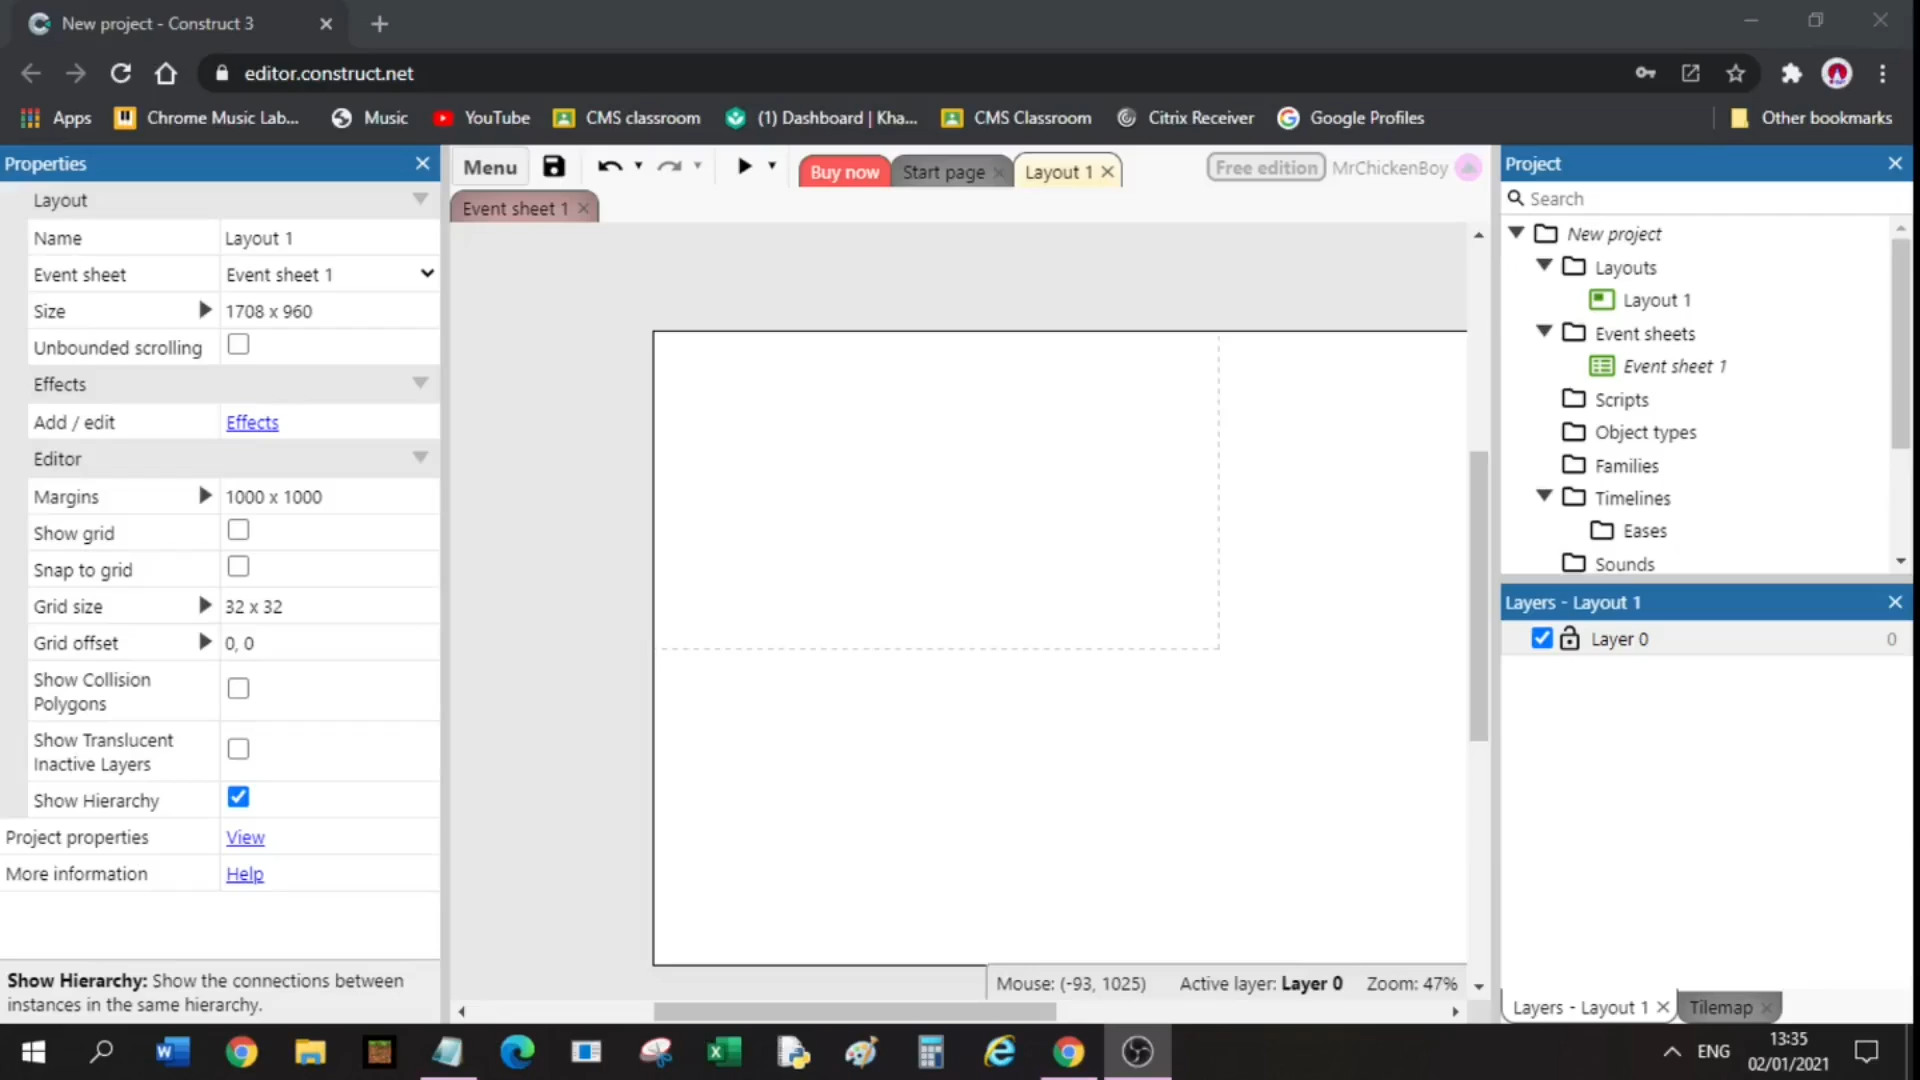 New project - Construct 3
editor.construct.net
Apps Chrome Music Lab... Music YouTube CMS classroom (1) Dashboard | Kha... CMS Classroom Citrix Receiver Google Profiles Other bookmarks
Properties
Layout
Name Layout 1
Event sheet Event sheet 1
Size 1708 x 960
Unbounded scrolling
Effects
Add / edit Effects
Editor
Margins 1000 x 1000
Show grid
Snap to grid
Grid size 32 x 32
Grid offset 0, 0
Show Collision
Polygons
Show Translucent
Inactive Layers
Show Hierarchy
Project properties View
More information Help
Show Hierarchy: Show the connections between
instances in the same hierarchy.
Menu Buy now Start page Layout 1 Free edition MrChickenBoy
Event sheet 1
Mouse: (-93, 1025) Active layer: Layer 0 Zoom: 47%
Project
Search
New project
Layouts
Layout 1
Event sheets
Event sheet 1
Scripts
Object types
Families
Timelines
Eases
Sounds
Layers - Layout 1
Layer 0 0
Layers - Layout 1 Tilemap
ENG
13:35
02/01/2021